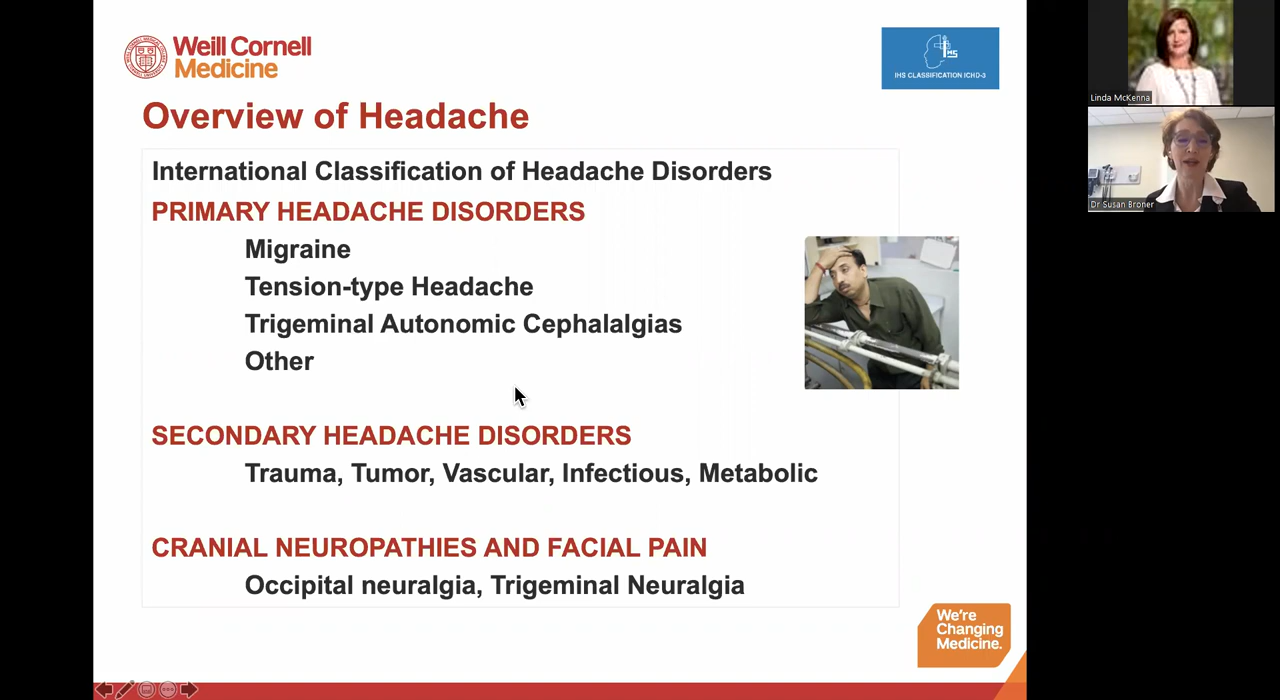 Weill Cornell
Medicine
IHS
IHS CLASSIFICATION ICHD-3
Overview of Headache
International Classification of Headache Disorders
PRIMARY HEADACHE DISORDERS
Migraine
Tension-type Headache
Trigeminal Autonomic Cephalalgias
Other
SECONDARY HEADACHE DISORDERS
Trauma, Tumor, Vascular, Infectious, Metabolic
CRANIAL NEUROPATHIES AND FACIAL PAIN
Occipital neuralgia, Trigeminal Neuralgia
We're
Changing
Medicine.
Linda McKenna
Dr Susan Broner